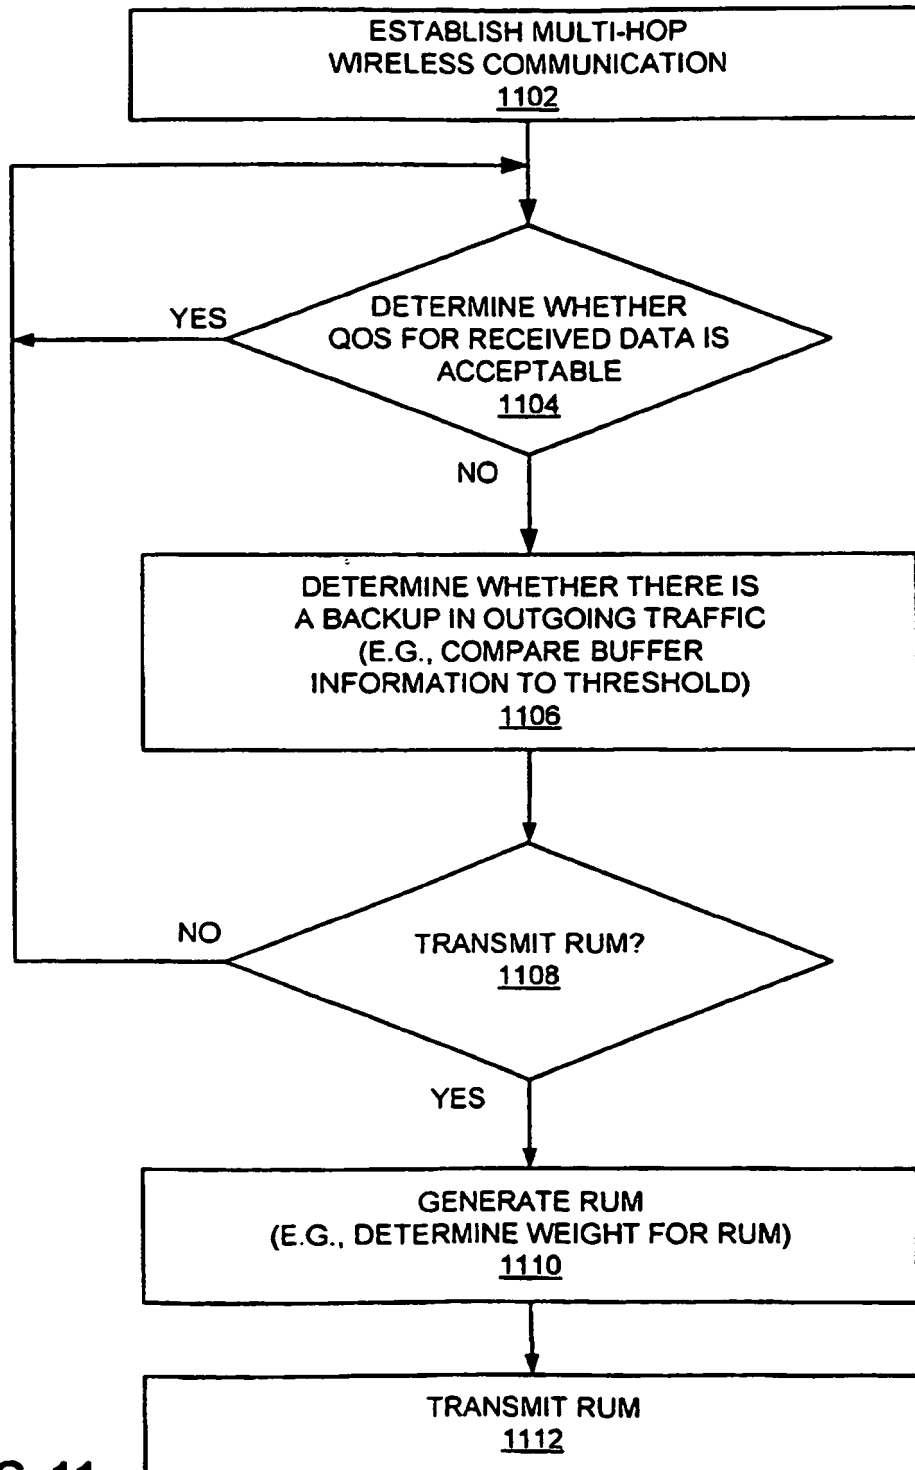 ESTABLISH MULTI-HOP
WIRELESS COMMUNICATION
1102
YES
DETERMINE WHETHER
QOS FOR RECEIVED DATA IS
ACCEPTABLE
1104
NO
DETERMINE WHETHER THERE IS
A BACKUP IN OUTGOING TRAFFIC
(E.G., COMPARE BUFFER
INFORMATION TO THRESHOLD)
1106
NO
TRANSMIT RUM?
1108
YES
GENERATE RUM
(E.G., DETERMINE WEIGHT FOR RUM)
1110
TRANSMIT RUM
1112
11